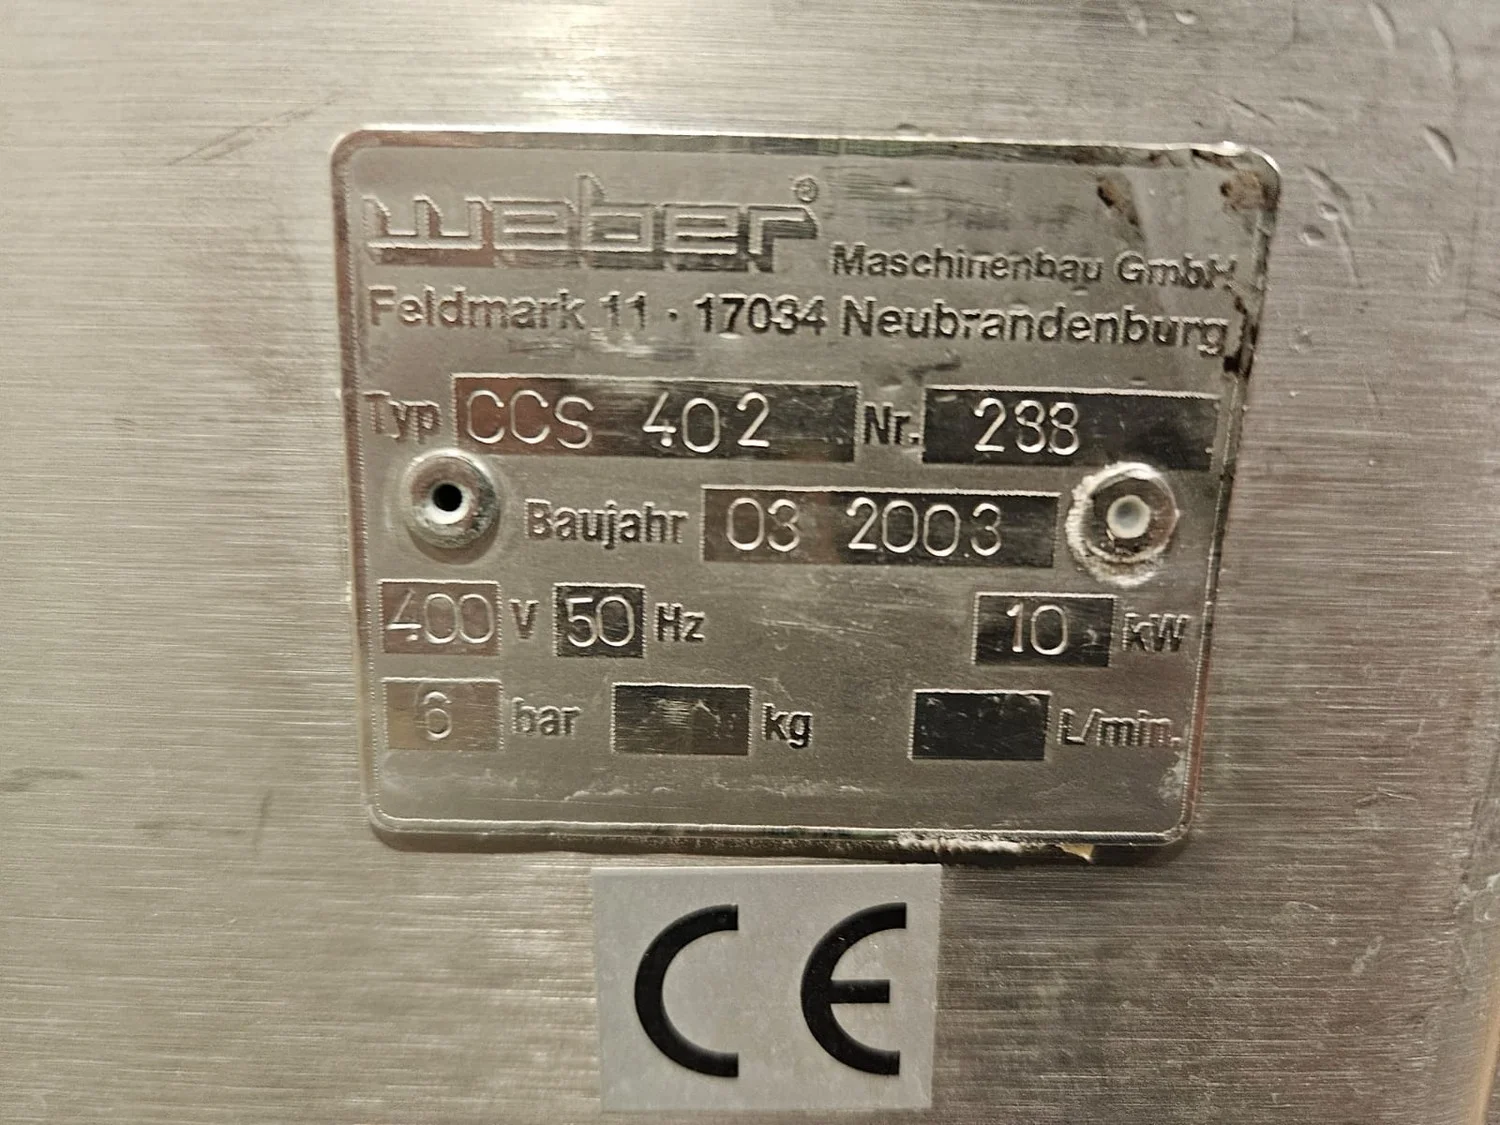 weber® Maschinenbau GmbH
Feldmark 11 · 17034 Neubrandenburg
Typ CCS 402 Nr. 288
Baujahr 03 2003
400 V 50 Hz 10 kW
6 bar kg L/min.
CE